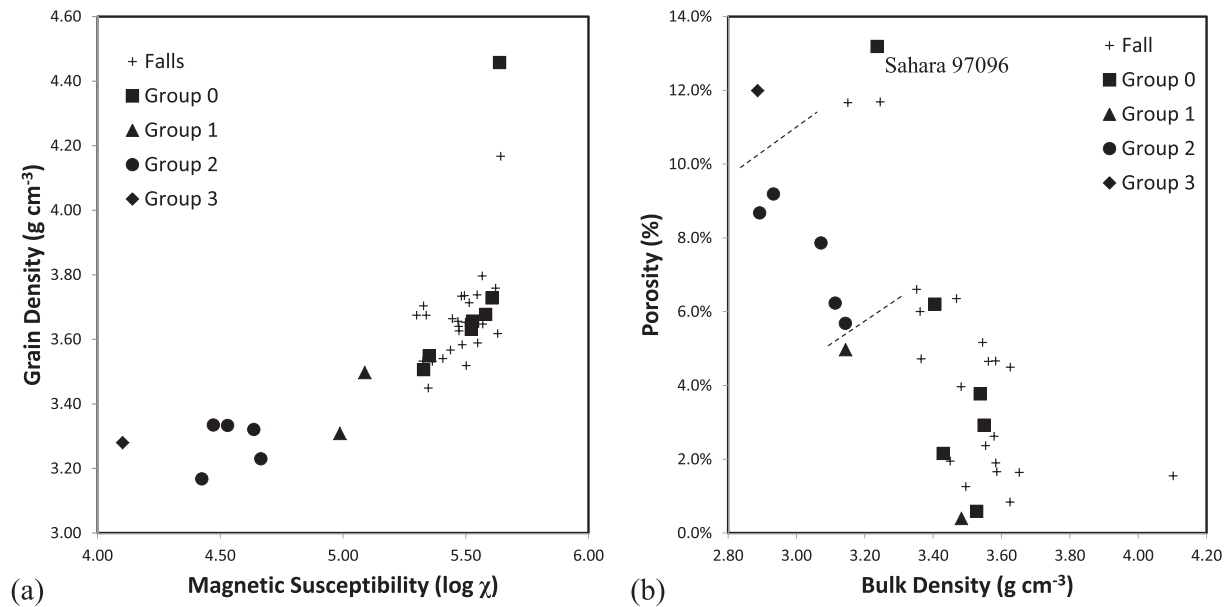 4.60
4.40
4.20
4.00
3.80
3.60
3.40
3.20
3.00
Grain Density (g cm-3)
Falls
Group 0
Group 1
Group 2
Group 3
4.00 4.50 5.00 5.50 6.00
Magnetic Susceptibility (log χ)
(a)
14.0%
12.0%
10.0%
8.0%
6.0%
4.0%
2.0%
0.0%
Porosity (%)
Sahara 97096
Fall
Group 0
Group 1
Group 2
Group 3
2.80 3.00 3.20 3.40 3.60 3.80 4.00 4.20
Bulk Density (g cm-3)
(b)